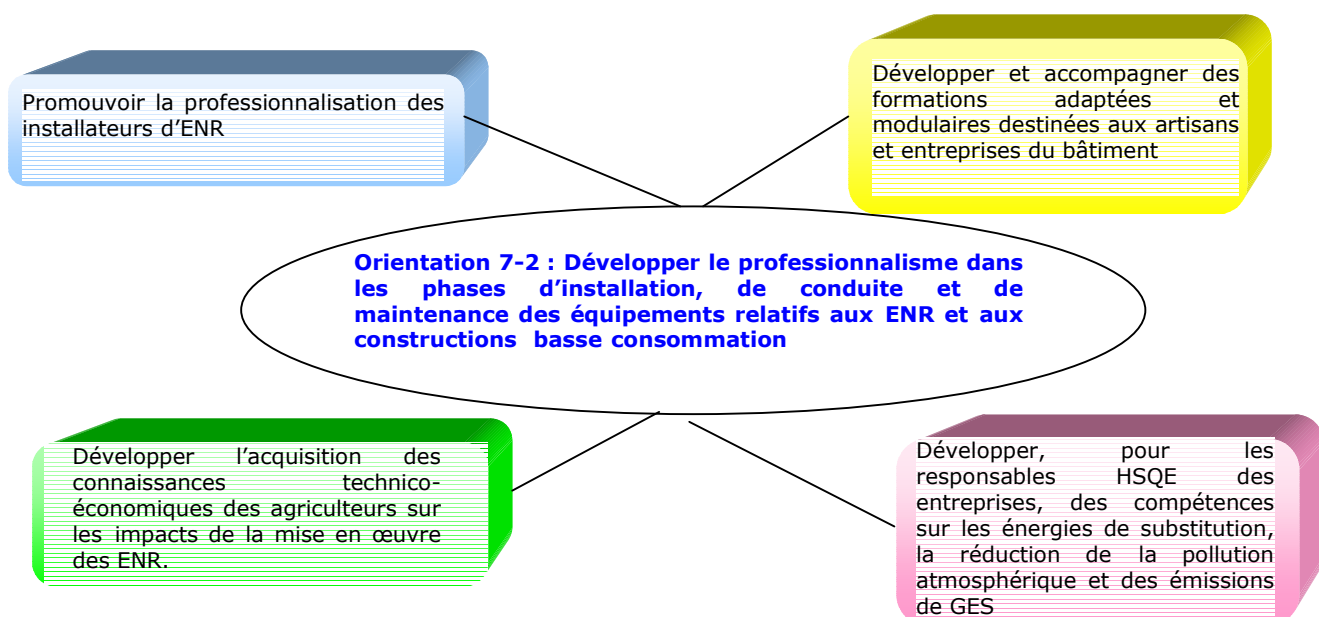 Promouvoir la professionnalisation des
installateurs d’ENR
Développer et accompagner des
formations adaptées et
modulaires destinées aux artisans
et entreprises du bâtiment
Orientation 7-2 : Développer le professionnalisme dans
les phases d’installation, de conduite et de
maintenance des équipements relatifs aux ENR et aux
constructions basse consommation
Développer l’acquisition des
connaissances technico-
économiques des agriculteurs sur
les impacts de la mise en œuvre
des ENR.
Développer, pour les
responsables HSQE des
entreprises, des compétences
sur les énergies de substitution,
la réduction de la pollution
atmosphérique et des émissions
de GES